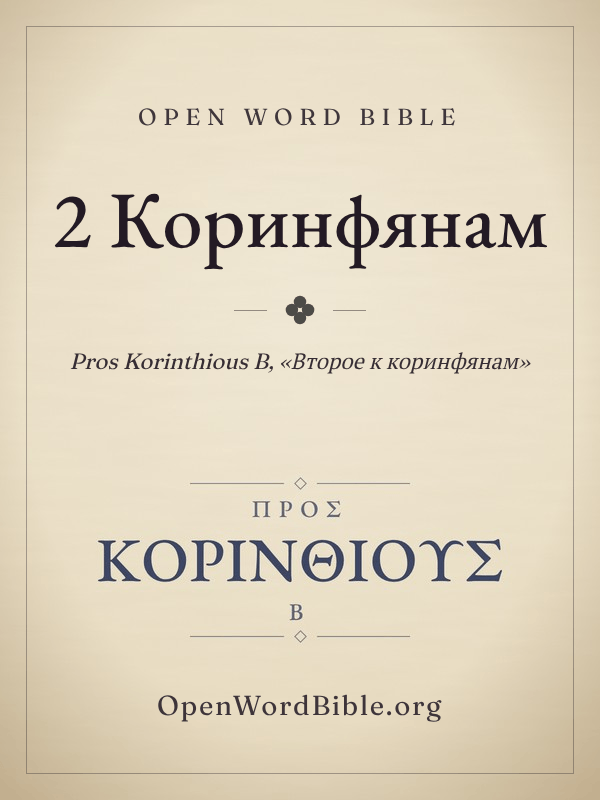 OPEN WORD BIBLE
2 Коринфянам
Pros Korinthious B, «Второе к коринфянам»
ΠΡΟΣ
ΚΟΡΙΝΘΙΟΥΣ
Β
OpenWordBible.org